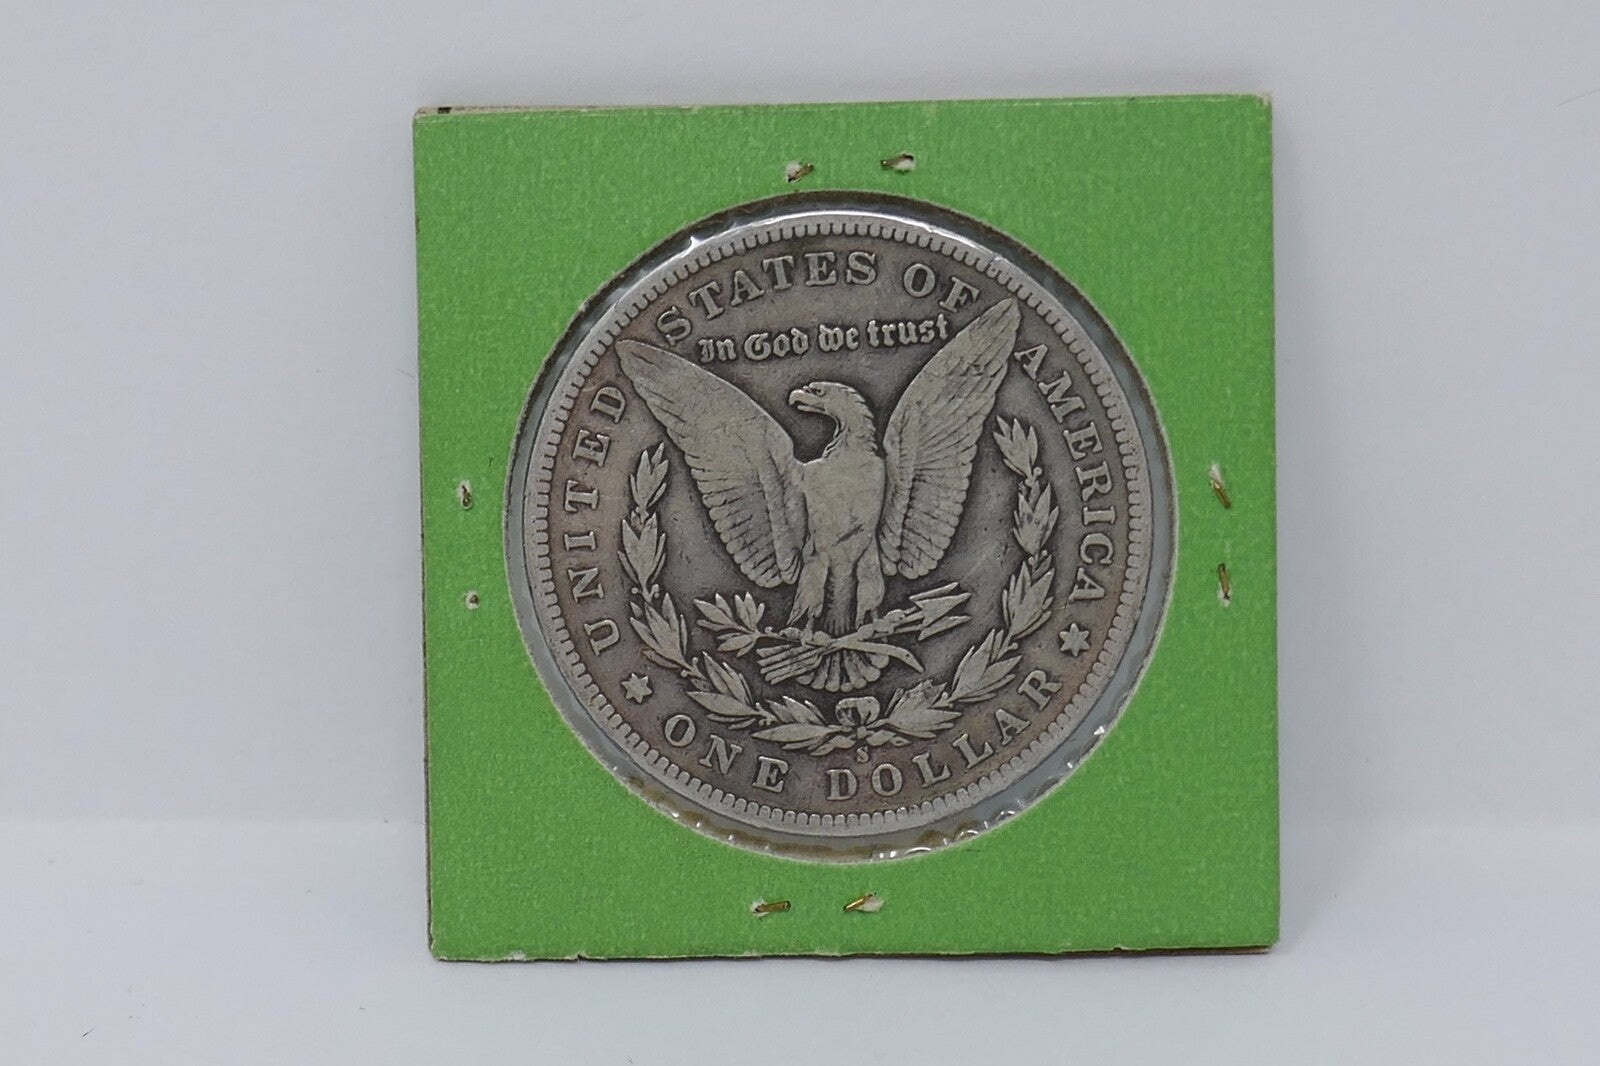 UNITED STATES OF AMERICA
In God we trust
S
ONE DOLLAR